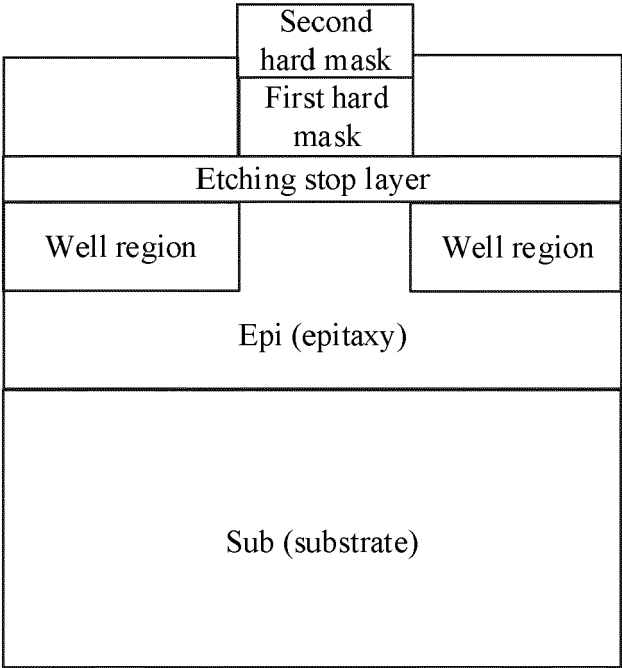 Second
hard mask
First hard
mask
Etching stop layer
Well region
Well region
Epi (epitaxy)
Sub (substrate)